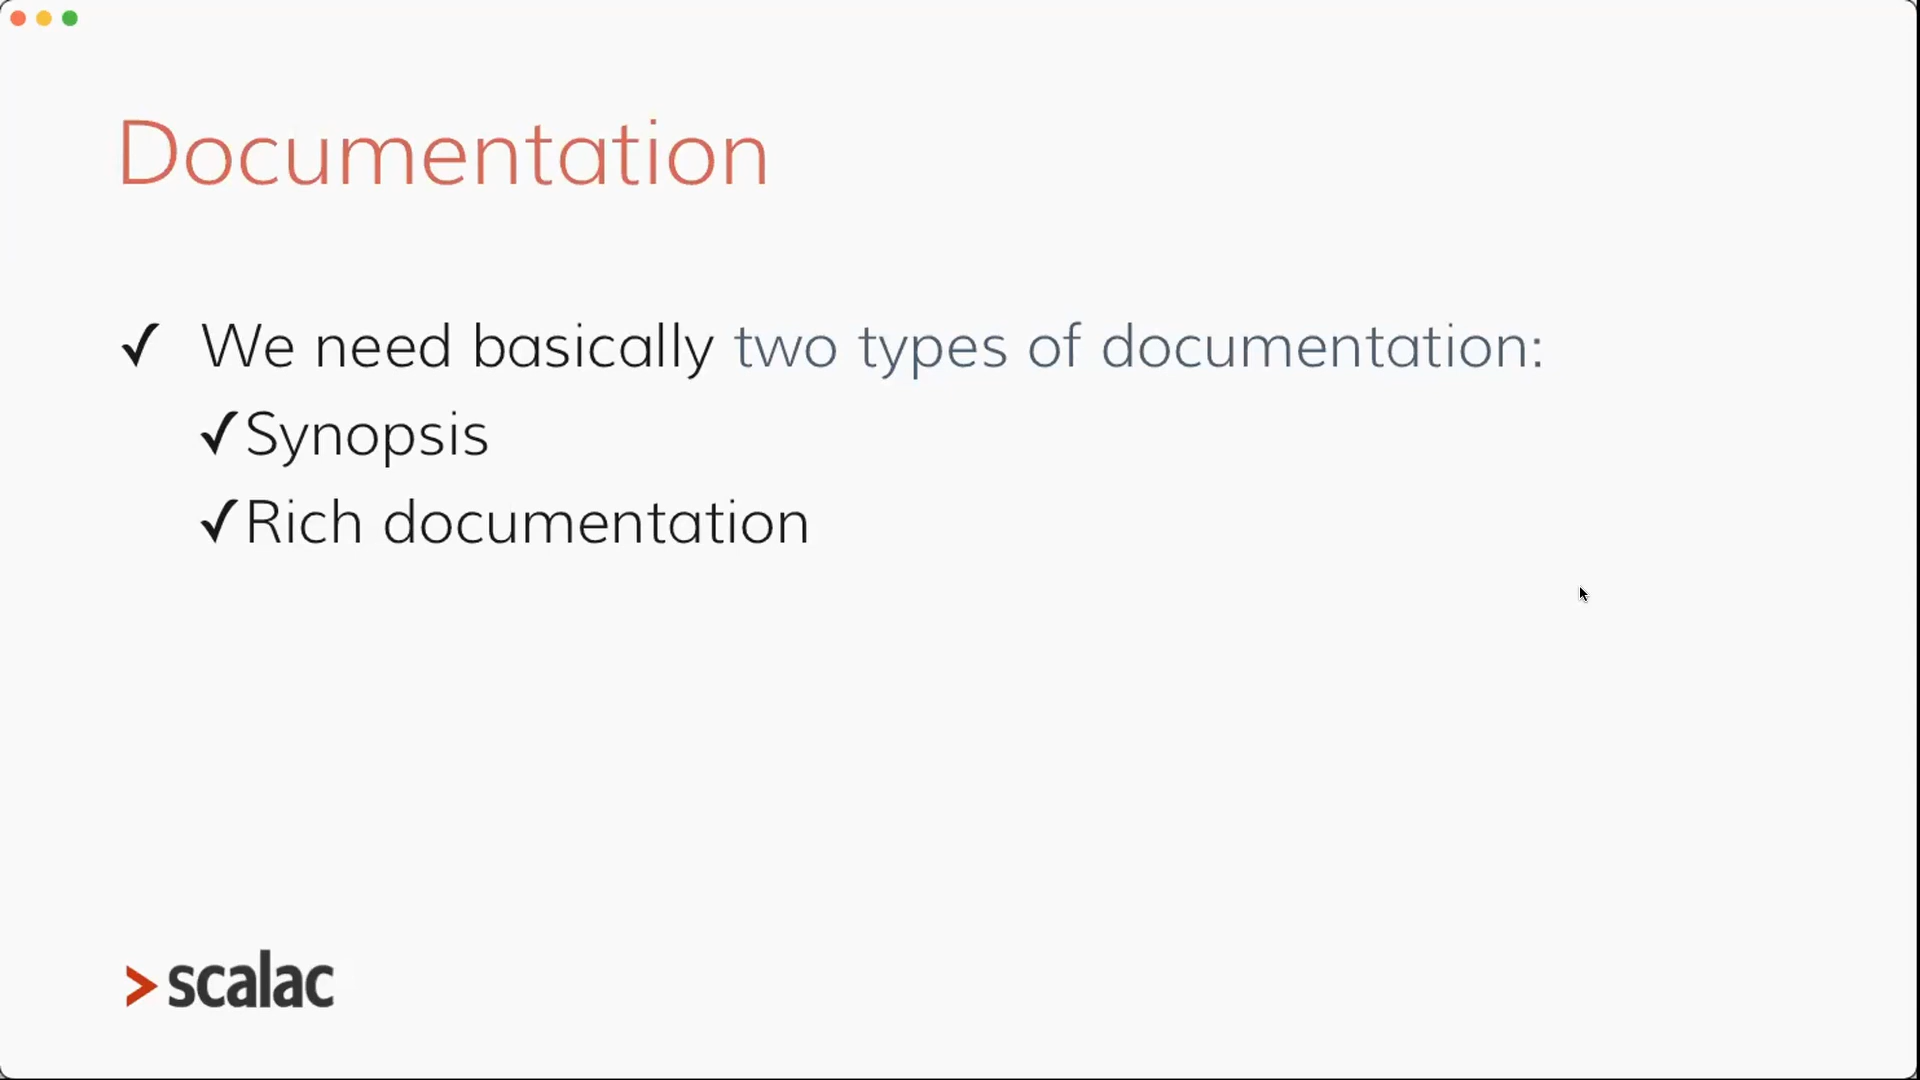 Documentation
✓ We need basically two types of documentation:
✓Synopsis
✓Rich documentation
> scalac